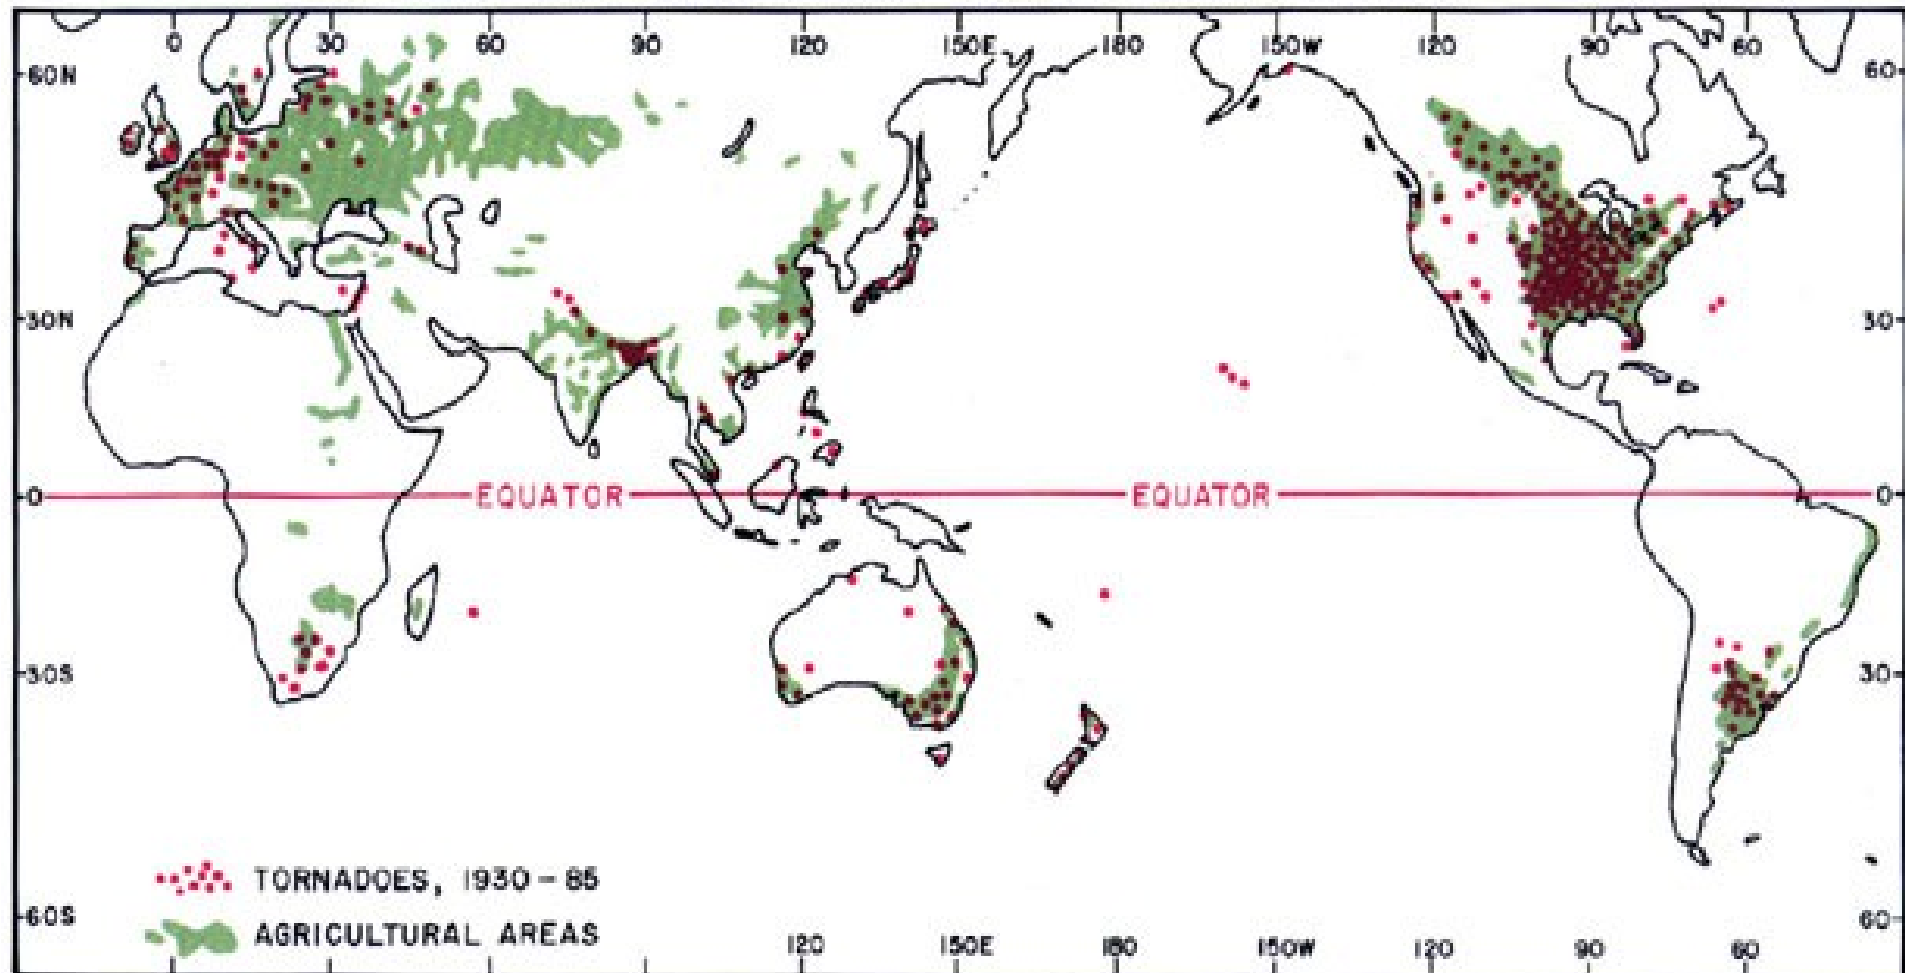 0 30 60 90 120 150E 180 150W 120 90 60
60N 60
30N 30
0 EQUATOR EQUATOR 0
30S 30
TORNADOES, 1930 – 85
60S 60
AGRICULTURAL AREAS
120 150E 180 150W 120 90 60